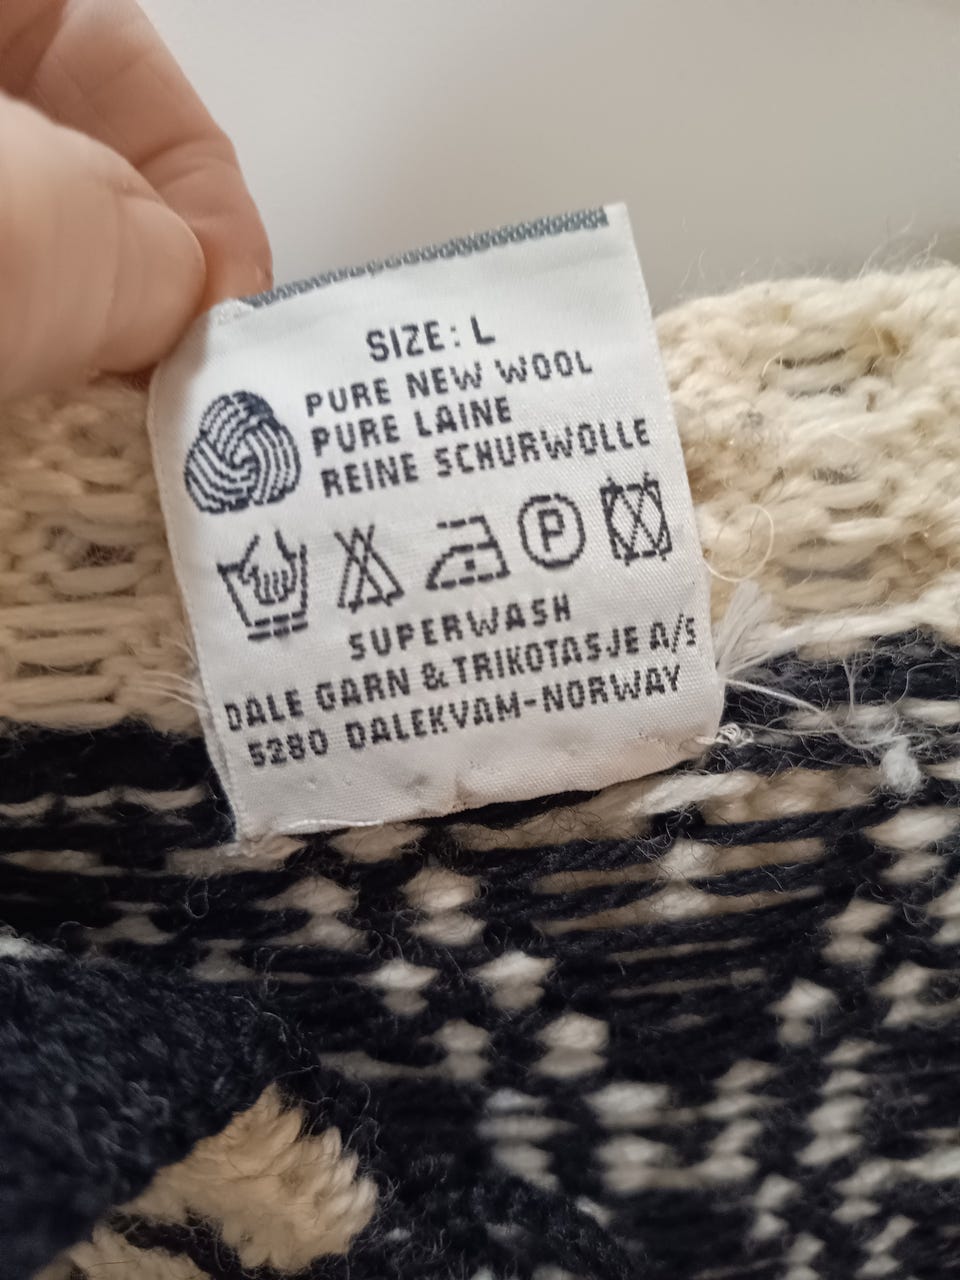 SIZE: L
PURE NEW WOOL
PURE LAINE
REINE SCHURWOLLE
P
SUPERWASH
DALE GARN & TRIKOTASJE A/S
5280 DALEKVAM-NORWAY